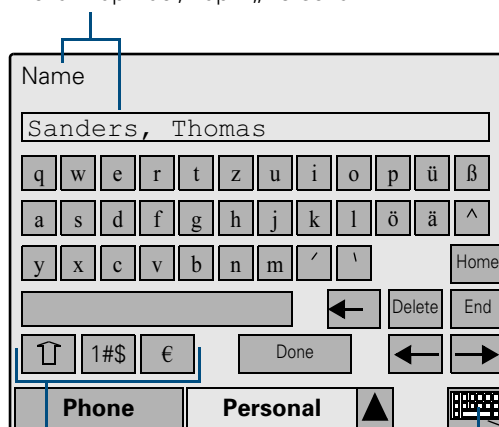 Name
Sanders, Thomas
q w e r t z u i o p ü ß
a s d f g h j k l ö ä ^
y x c v b n m ´ ` Home
Delete End
1#$ € Done
Phone Personal